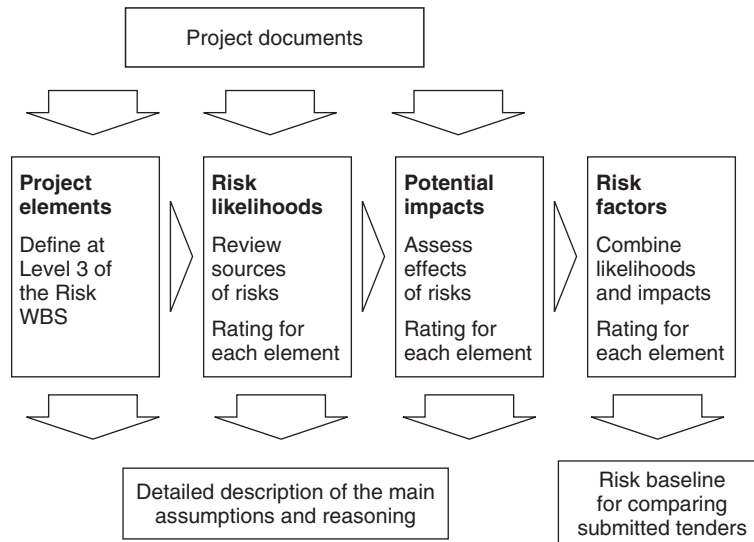 Project documents
Project
elements
Define at
Level 3 of
the Risk
WBS
Risk
likelihoods
Review
sources
of risks
Rating for
each element
Potential
impacts
Assess
effects
of risks
Rating for
each element
Risk
factors
Combine
likelihoods
and impacts
Rating for
each element
Detailed description of the main
assumptions and reasoning
Risk baseline
for comparing
submitted tenders